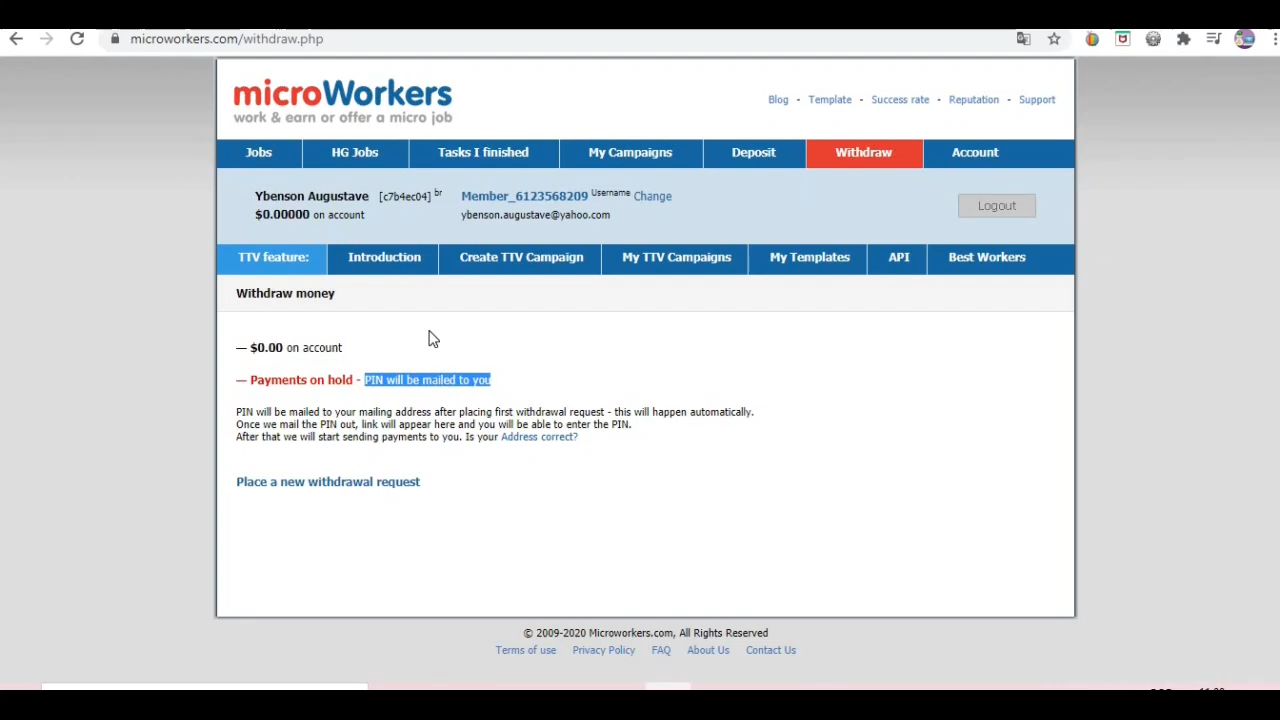 microworkers.com/withdraw.php
microWorkers
work & earn or offer a micro job
Blog - Template - Success rate - Reputation - Support
Jobs HG Jobs Tasks I finished My Campaigns Deposit Withdraw Account
Ybenson Augustave [c7b4ec04] br Member_6123568209 Username Change
$0.00000 on account ybenson.augustave@yahoo.com
Logout
TTV feature: Introduction Create TTV Campaign My TTV Campaigns My Templates API Best Workers
Withdraw money
— $0.00 on account
— Payments on hold - PIN will be mailed to you
PIN will be mailed to your mailing address after placing first withdrawal request - this will happen automatically.
Once we mail the PIN out, link will appear here and you will be able to enter the PIN.
After that we will start sending payments to you. Is your Address correct?
Place a new withdrawal request
© 2009-2020 Microworkers.com, All Rights Reserved
Terms of use Privacy Policy FAQ About Us Contact Us